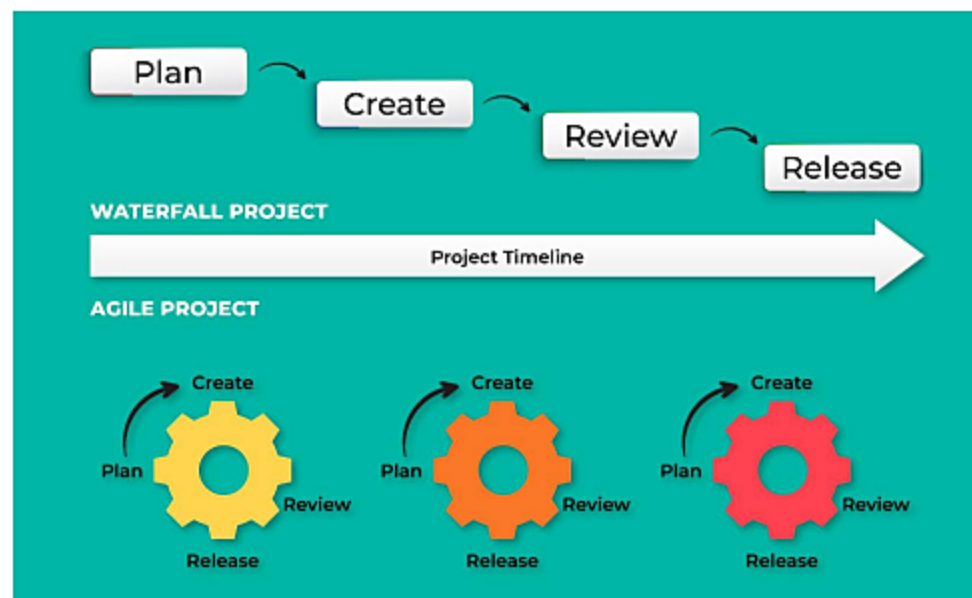 Plan
Create
Review
Release
WATERFALL PROJECT
Project Timeline
AGILE PROJECT
Create
Plan
Review
Release
Create
Plan
Review
Release
Create
Plan
Review
Release